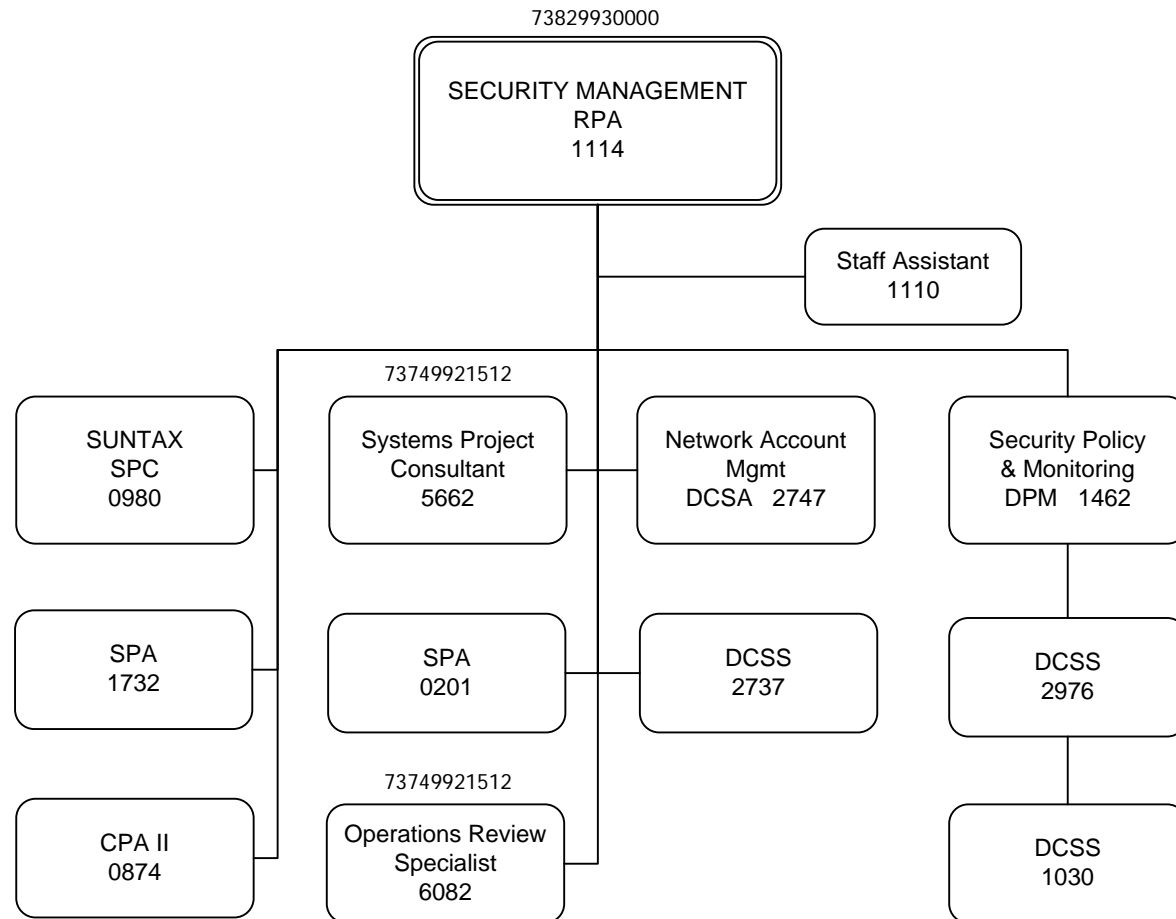 73829930000
SECURITY MANAGEMENT
RPA
1114
Staff Assistant
1110
SUNTAX
SPC
0980
73749921512
Systems Project
Consultant
5662
Network Account
Mgmt
DCSA 2747
Security Policy
& Monitoring
DPM 1462
SPA
1732
SPA
0201
DCSS
2737
DCSS
2976
CPA II
0874
73749921512
Operations Review
Specialist
6082
DCSS
1030